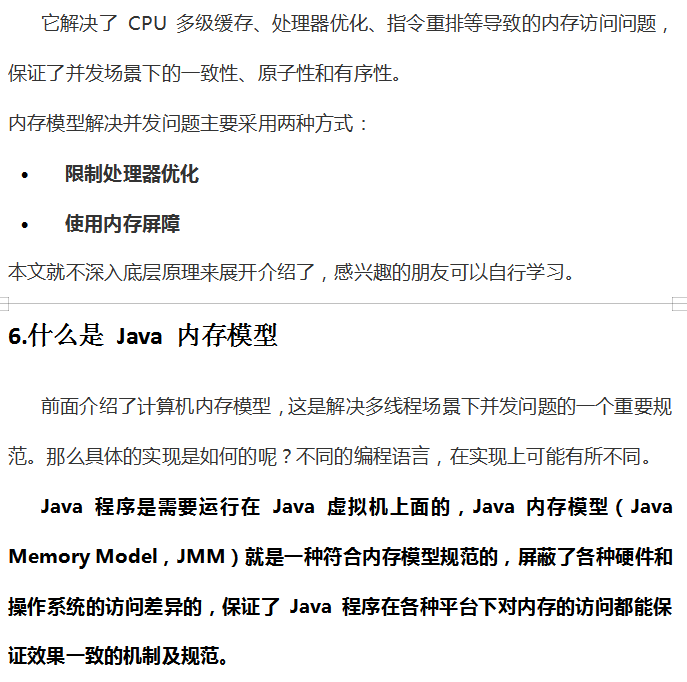 它解决了 CPU 多级缓存、处理器优化、指令重排等导致的内存访问问题，
保证了并发场景下的一致性、原子性和有序性。
内存模型解决并发问题主要采用两种方式：
• 限制处理器优化
• 使用内存屏障
本文就不深入底层原理来展开介绍了，感兴趣的朋友可以自行学习。
6.什么是 Java 内存模型
前面介绍了计算机内存模型，这是解决多线程场景下并发问题的一个重要规
范。那么具体的实现是如何的呢？不同的编程语言，在实现上可能有所不同。
Java 程序是需要运行在 Java 虚拟机上面的，Java 内存模型（Java
Memory Model，JMM）就是一种符合内存模型规范的，屏蔽了各种硬件和
操作系统的访问差异的，保证了 Java 程序在各种平台下对内存的访问都能保
证效果一致的机制及规范。